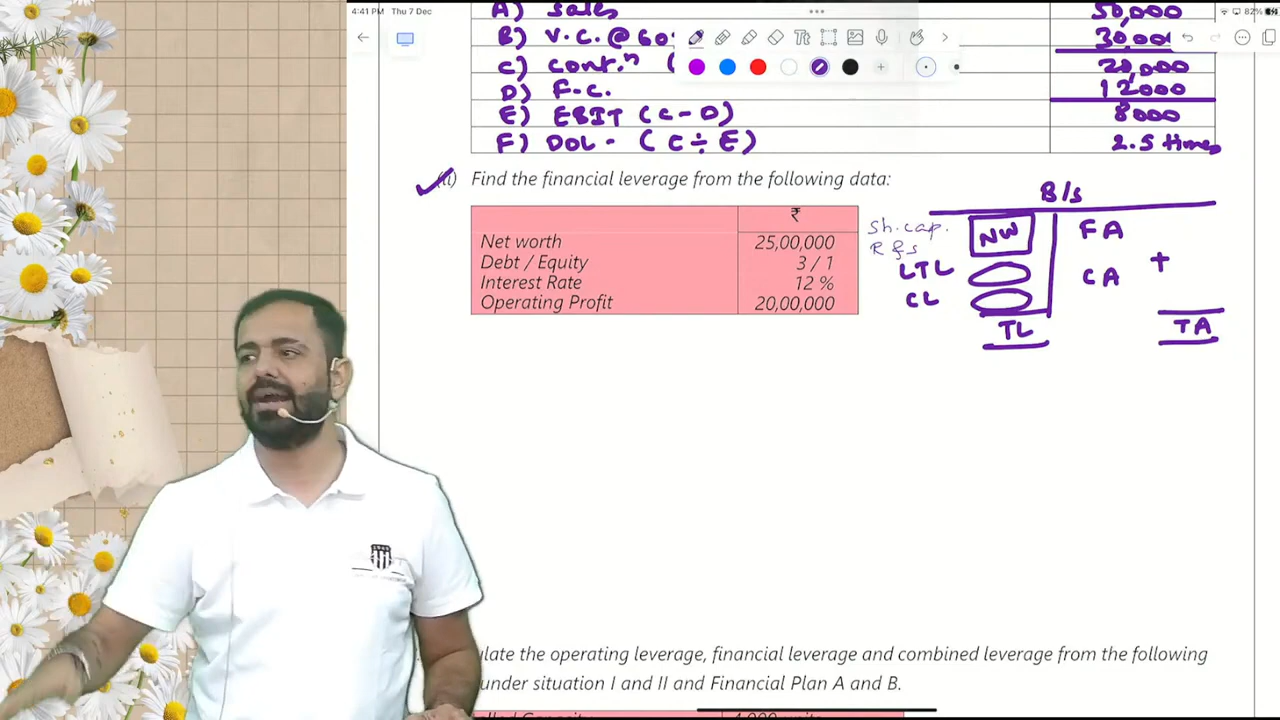 4:41 PM Thu 7 Dec
82%
A) Sales 50,000
B) V.C. @ 60
C) Cont.n ( 20,000
D) F.C. 12000
E) EBIT (C-D) 8000
F) DOL - (C ÷ E) 2.5 times
(ii) Find the financial leverage from the following data:
₹
Net worth 25,00,000
Debt / Equity 3 / 1
Interest Rate 12 %
Operating Profit 20,00,000
B/S
Sh. cap. NW FA
R & S
LTL CA +
CL
TL TA
ulate the operating leverage, financial leverage and combined leverage from the following
under situation I and II and Financial Plan A and B.